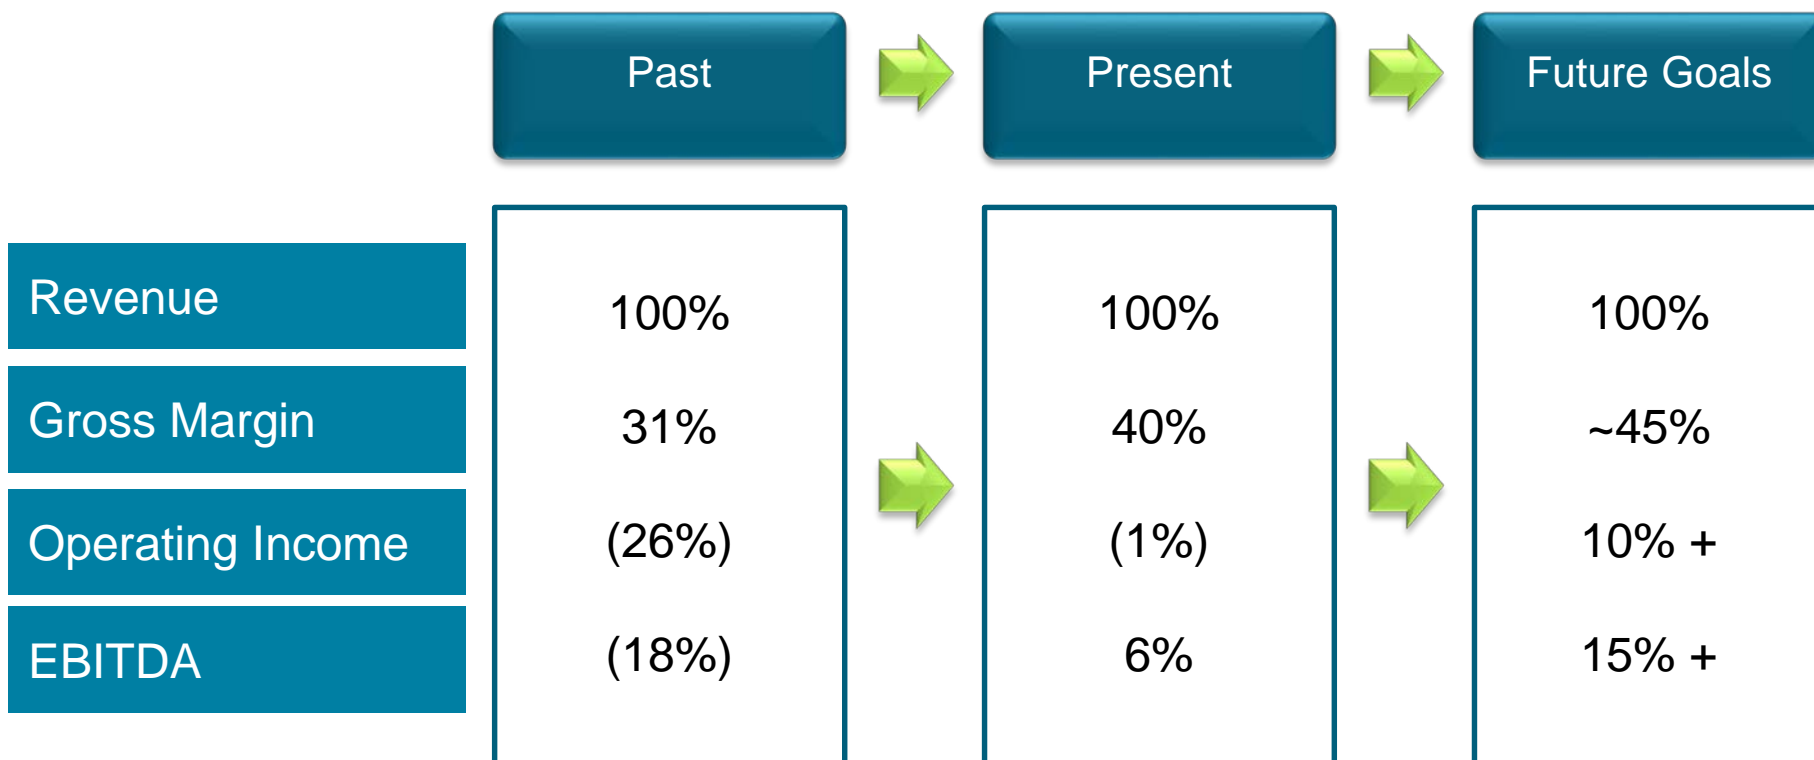 Past
Present
Future Goals
Revenue
100%
100%
100%
Gross Margin
31%
40%
~45%
Operating Income
(26%)
(1%)
10% +
EBITDA
(18%)
6%
15% +